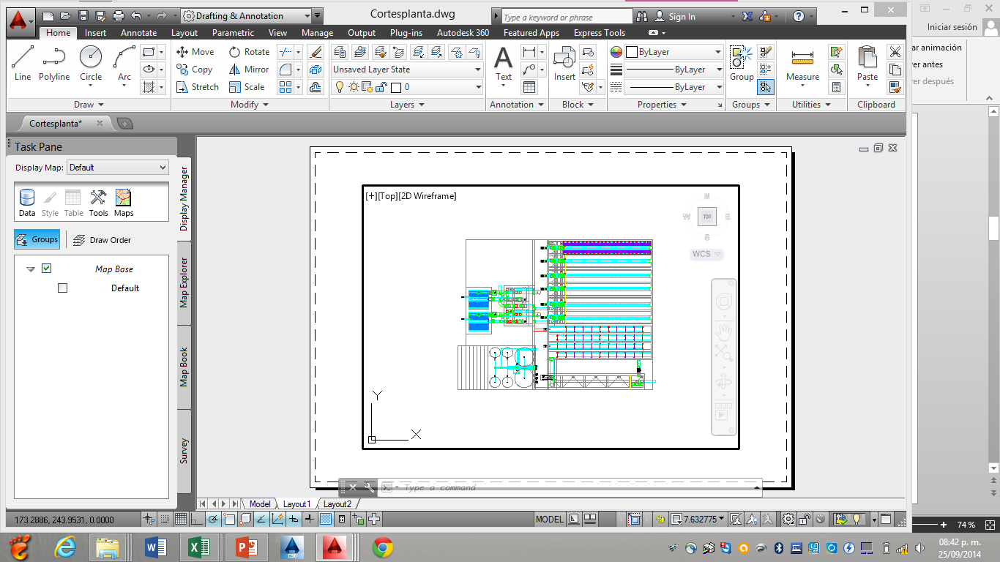 Drafting & Annotation
Cortesplanta.dwg
Type a keyword or phrase
Sign In
Iniciar sesión
Home Insert Annotate Layout Parametric View Manage Output Plug-ins Autodesk 360 Featured Apps Express Tools
ar animación
er antes
er después
Line Polyline Circle Arc
Move Rotate
Copy Mirror
Stretch Scale
Unsaved Layer State
0
Text
Insert
ByLayer
ByLayer
ByLayer
Group
Measure
Paste
Draw Modify Layers Annotation Block Properties Groups Utilities Clipboard
Cortesplanta*
Task Pane
Display Map: Default
Data Style Table Tools Maps
Groups Draw Order
Map Base
Default
Display Manager
Map Explorer
Map Book
Survey
[+][Top][2D Wireframe]
N
W TOP E
S
WCS
Y
X
Type a command
Model Layout1 Layout2
173.2886, 243.9531, 0.0000
MODEL
7.632775
74 %
C3D
08:42 p. m.
25/09/2014